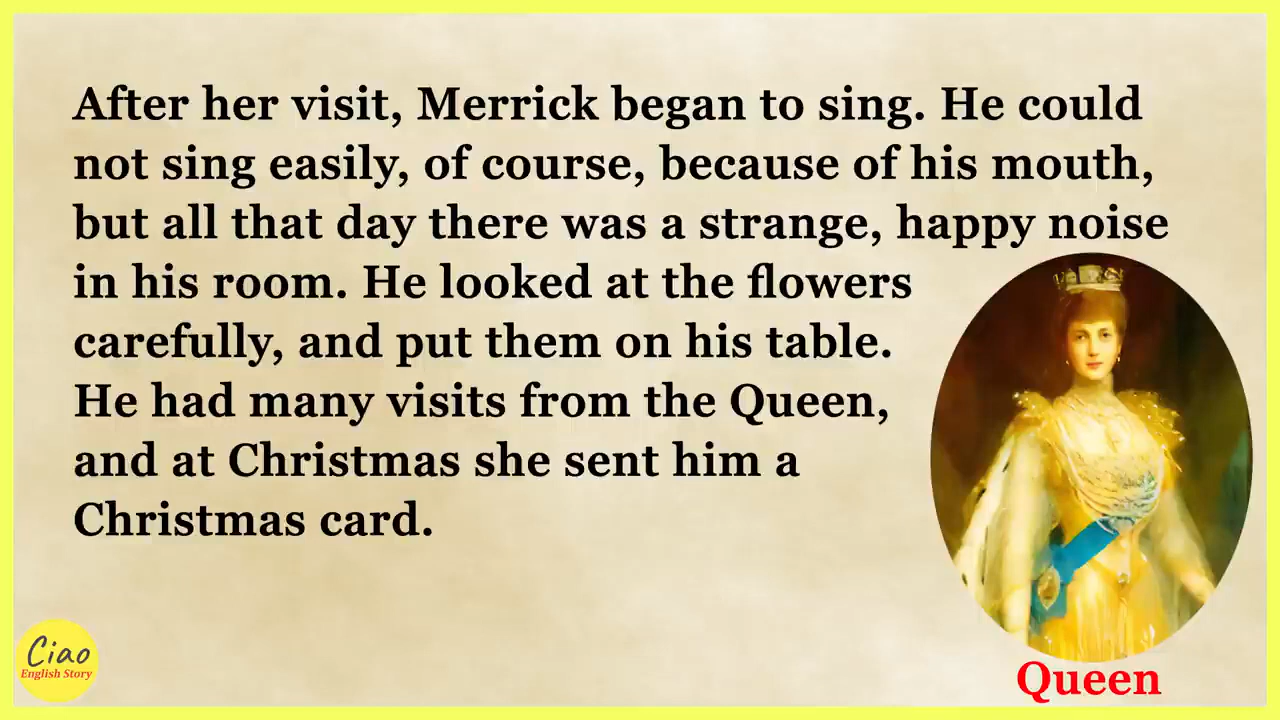 After her visit, Merrick began to sing. He could
not sing easily, of course, because of his mouth,
but all that day there was a strange, happy noise
in his room. He looked at the flowers
carefully, and put them on his table.
He had many visits from the Queen,
and at Christmas she sent him a
Christmas card.
Ciao
English Story
Queen